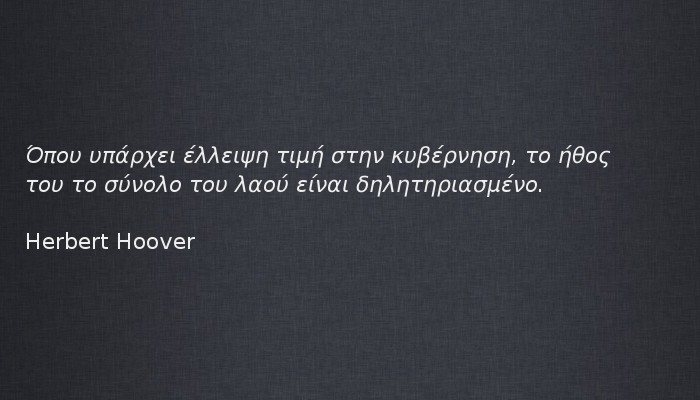 Όπου υπάρχει έλλειψη τιμή στην κυβέρνηση, το ήθος
του το σύνολο του λαού είναι δηλητηριασμένο.
Herbert Hoover